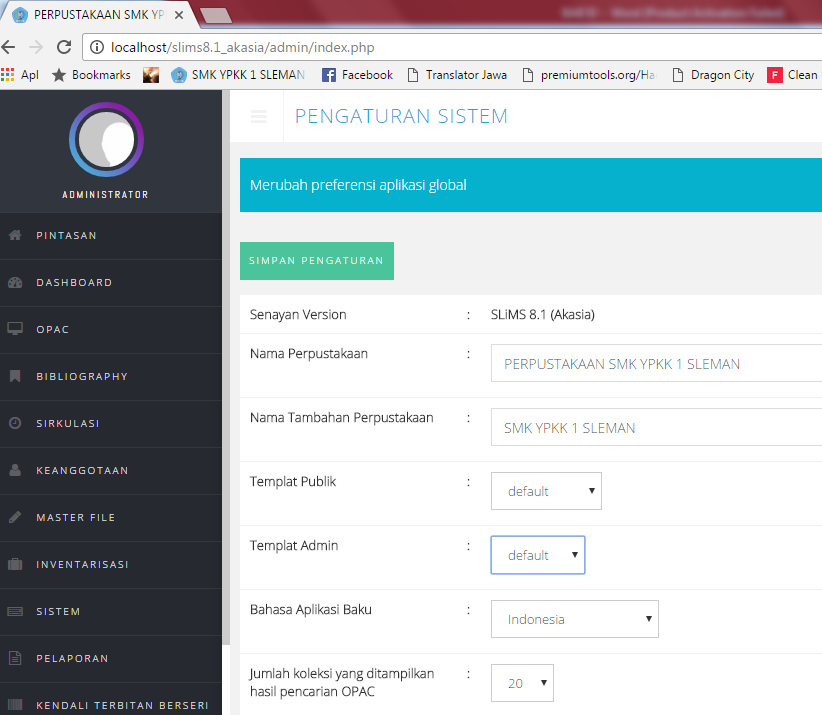 PERPUSTAKAAN SMK YP
localhost/slims8.1_akasia/admin/index.php
Apl Bookmarks SMK YPKK 1 SLEMAN Facebook Translator Jawa premiumtools.org/Ha Dragon City Clean
ADMINISTRATOR
PINTASAN
DASHBOARD
OPAC
BIBLIOGRAPHY
SIRKULASI
KEANGGOTAAN
MASTER FILE
INVENTARISASI
SISTEM
PELAPORAN
KENDALI TERBITAN BERSERI
PENGATURAN SISTEM
Merubah preferensi aplikasi global
SIMPAN PENGATURAN
Senayan Version : SLiMS 8.1 (Akasia)
Nama Perpustakaan : PERPUSTAKAAN SMK YPKK 1 SLEMAN
Nama Tambahan Perpustakaan : SMK YPKK 1 SLEMAN
Templat Publik : default
Templat Admin : default
Bahasa Aplikasi Baku : Indonesia
Jumlah koleksi yang ditampilkan : 20
hasil pencarian OPAC